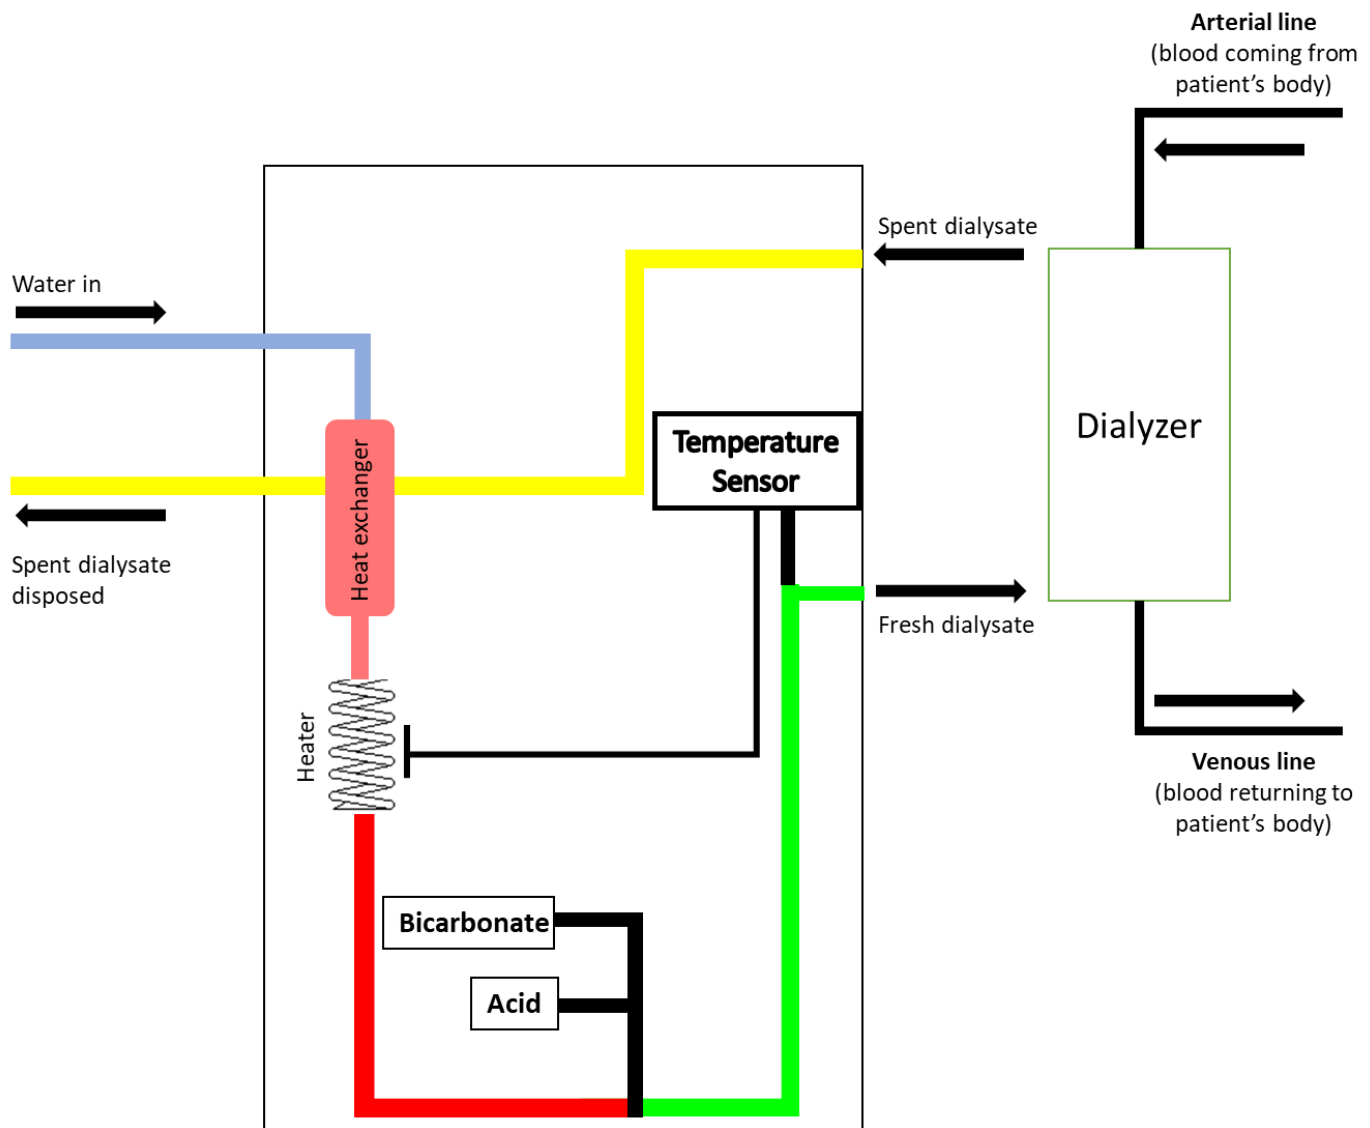 Arterial line
(blood coming from
patient's body)
Spent dialysate
Water in
Heat exchanger
Temperature
Sensor
Dialyzer
Spent dialysate
disposed
Fresh dialysate
Heater
Venous line
(blood returning to
patient's body)
Bicarbonate
Acid